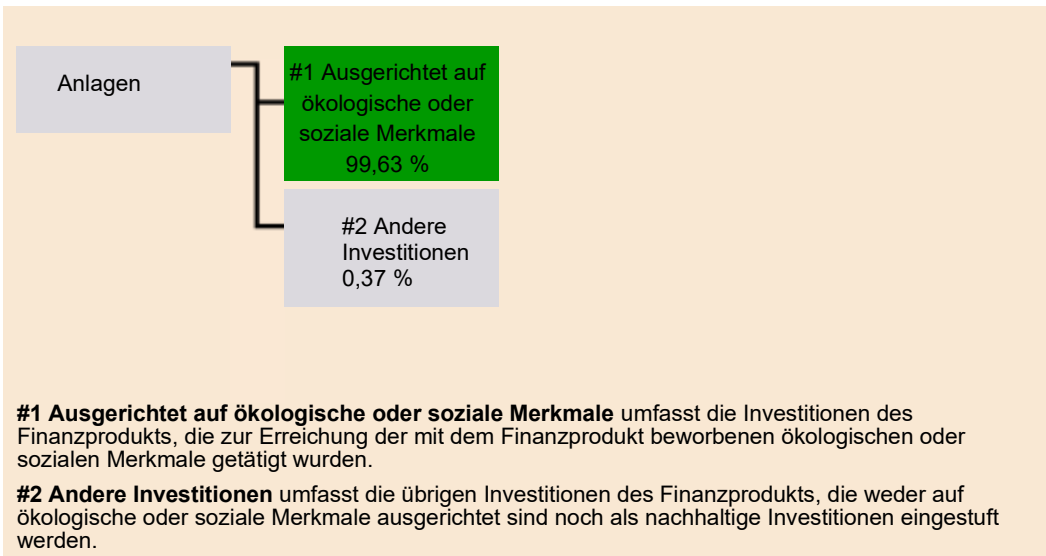 Anlagen
#1 Ausgerichtet auf
ökologische oder
soziale Merkmale
99,63 %
#2 Andere
Investitionen
0,37 %
#1 Ausgerichtet auf ökologische oder soziale Merkmale umfasst die Investitionen des
Finanzprodukts, die zur Erreichung der mit dem Finanzprodukt beworbenen ökologischen oder
sozialen Merkmale getätigt wurden.
#2 Andere Investitionen umfasst die übrigen Investitionen des Finanzprodukts, die weder auf
ökologische oder soziale Merkmale ausgerichtet sind noch als nachhaltige Investitionen eingestuft
werden.